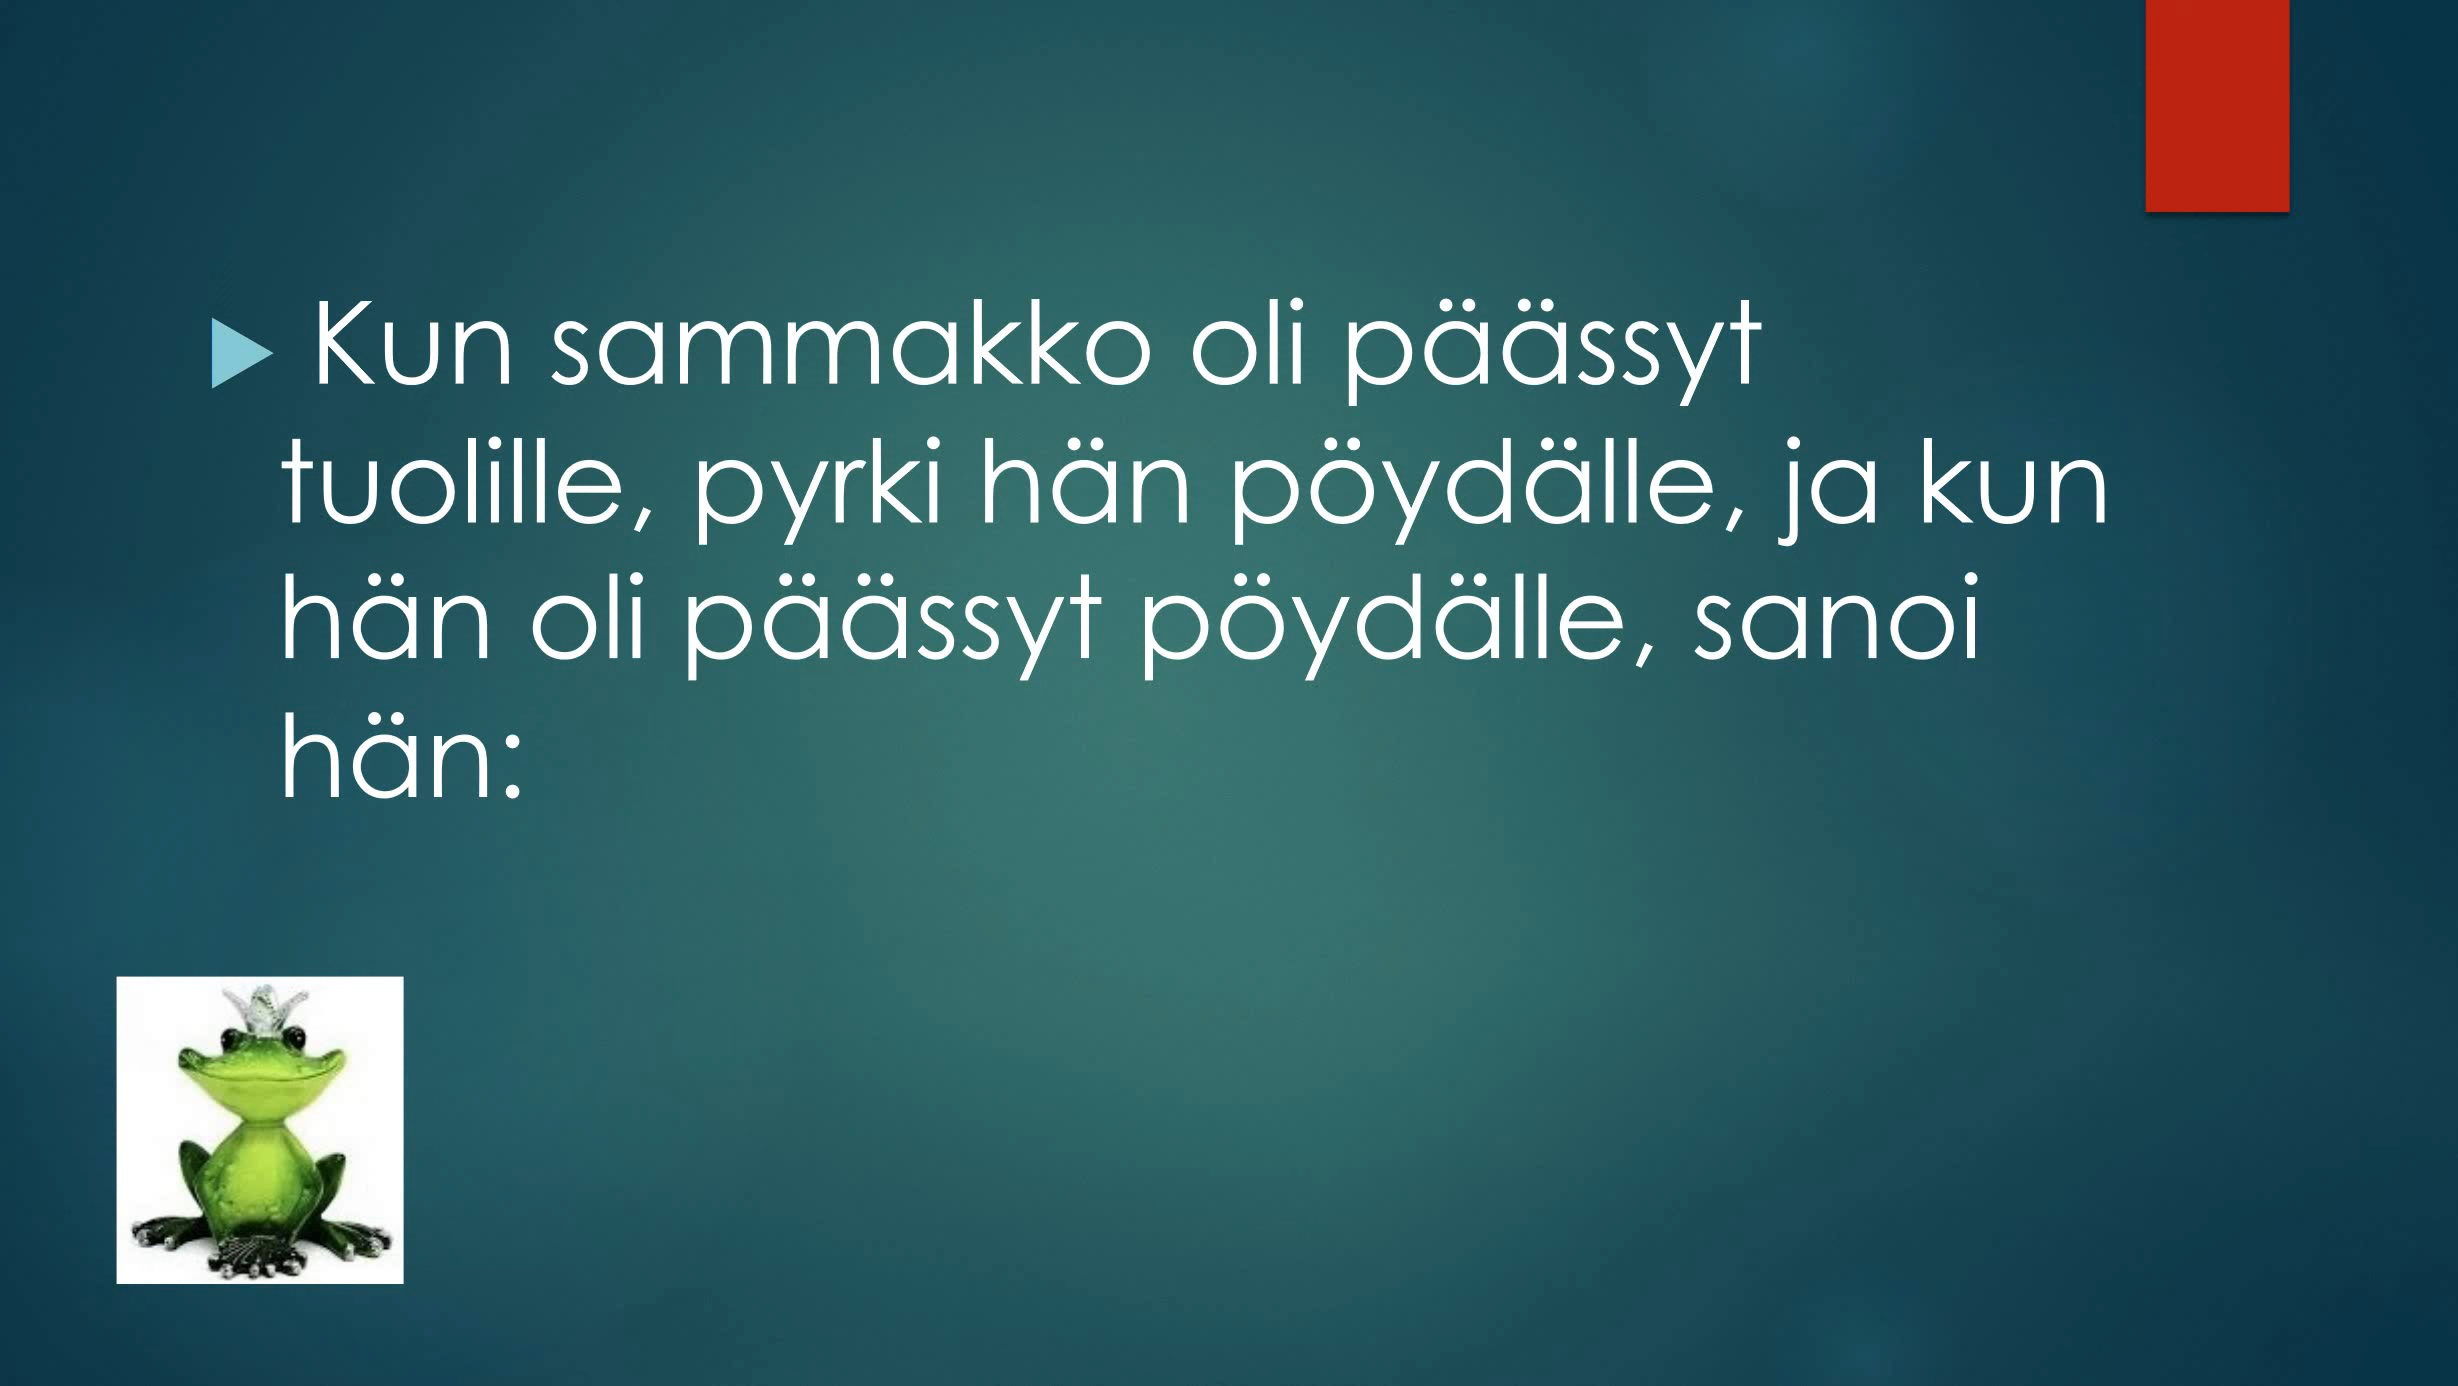 Kun sammakko oli päässyt
tuolille, pyrki hän pöydälle, ja kun
hän oli päässyt pöydälle, sanoi
hän: